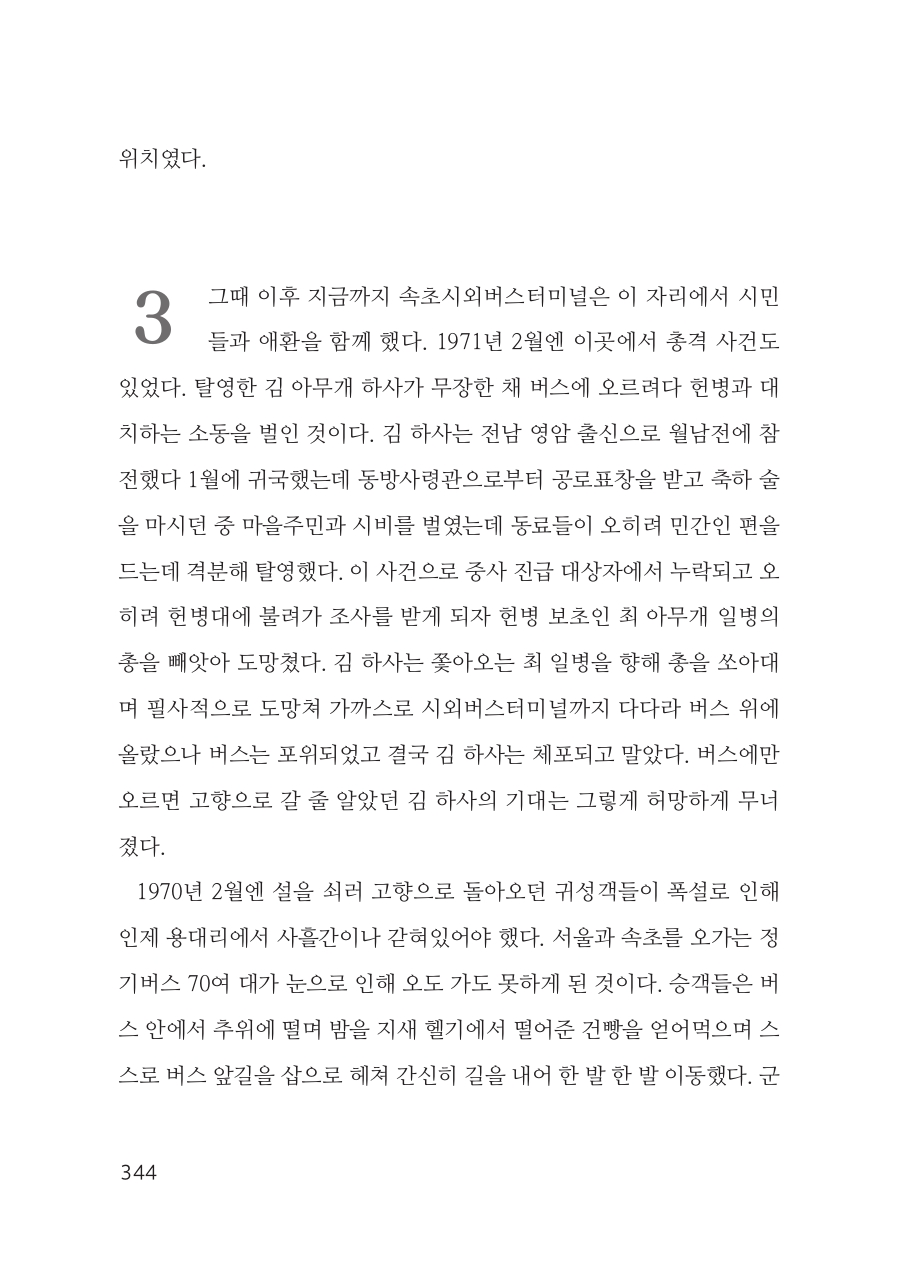 위치였다.
3
그때 이후 지금까지 속초시외버스터미널은 이 자리에서 시민
들과 애환을 함께 했다. 1971년 2월엔 이곳에서 총격 사건도
있었다. 탈영한 김 아무개 하사가 무장한 채 버스에 오르려다 헌병과 대
치하는 소동을 벌인 것이다. 김 하사는 전남 영암 출신으로 월남전에 참
전했다 1월에 귀국했는데 동방사령관으로부터 공로표창을 받고 축하 술
을 마시던 중 마을주민과 시비를 벌였는데 동료들이 오히려 민간인 편을
드는데 격분해 탈영했다. 이 사건으로 중사 진급 대상자에서 누락되고 오
히려 헌병대에 불려가 조사를 받게 되자 헌병 보초인 최 아무개 일병의
총을 빼앗아 도망쳤다. 김 하사는 쫓아오는 최 일병을 향해 총을 쏘아대
며 필사적으로 도망쳐 가까스로 시외버스터미널까지 다다라 버스 위에
올랐으나 버스는 포위되었고 결국 김 하사는 체포되고 말았다. 버스에만
오르면 고향으로 갈 줄 알았던 김 하사의 기대는 그렇게 허망하게 무너
졌다.
1970년 2월엔 설을 쇠러 고향으로 돌아오던 귀성객들이 폭설로 인해
인제 용대리에서 사흘간이나 갇혀있어야 했다. 서울과 속초를 오가는 정
기버스 70여 대가 눈으로 인해 오도 가도 못하게 된 것이다. 승객들은 버
스 안에서 추위에 떨며 밤을 지새 헬기에서 떨어준 건빵을 얻어먹으며 스
스로 버스 앞길을 삽으로 헤쳐 간신히 길을 내어 한 발 한 발 이동했다. 군
344